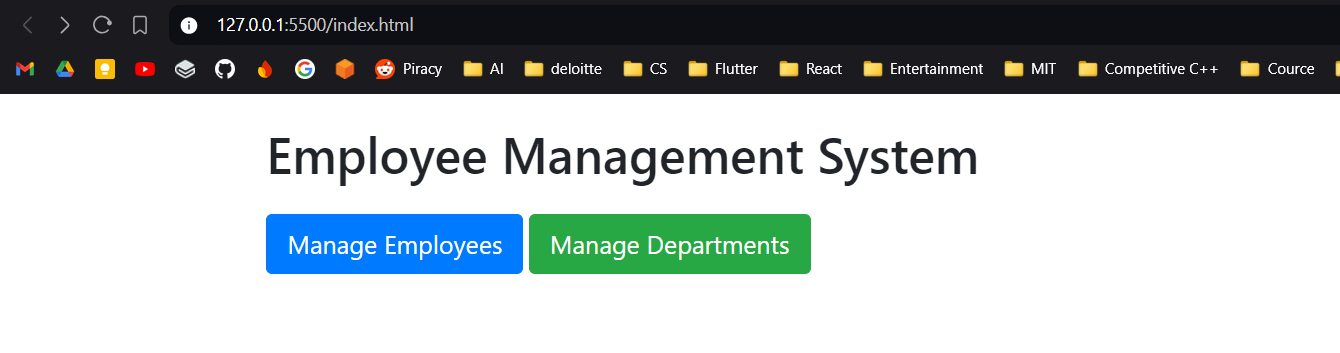 127.0.0.1:5500/index.html
Piracy AI deloitte CS Flutter React Entertainment MIT Competitive C++ Cource
Employee Management System
Manage Employees Manage Departments